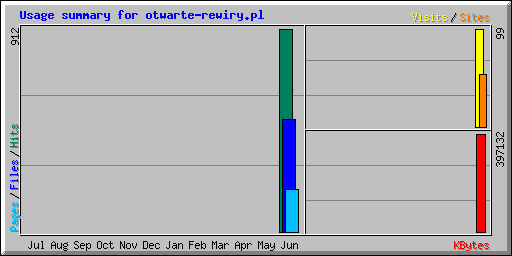 Usage summary for otwarte-rewiry.pl
Visits / Sites
912
99
Pages / Files / Hits
397132
Jul Aug Sep Oct Nov Dec Jan Feb Mar Apr May Jun
KBytes